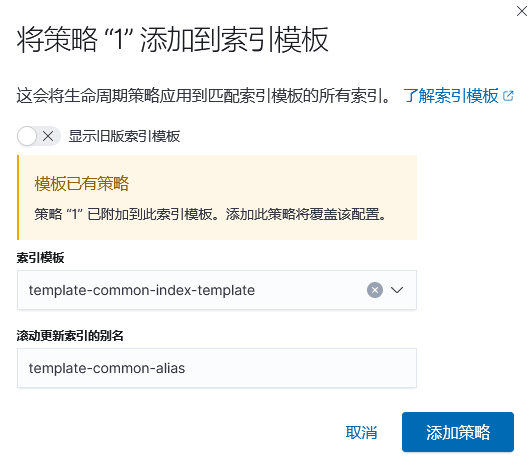 将策略 “1” 添加到索引模板
这会将生命周期策略应用到匹配索引模板的所有索引。 了解索引模板
显示旧版索引模板
模板已有策略
策略 “1” 已附加到此索引模板。添加此策略将覆盖该配置。
索引模板
template-common-index-template
滚动更新索引的别名
template-common-alias
取消 添加策略